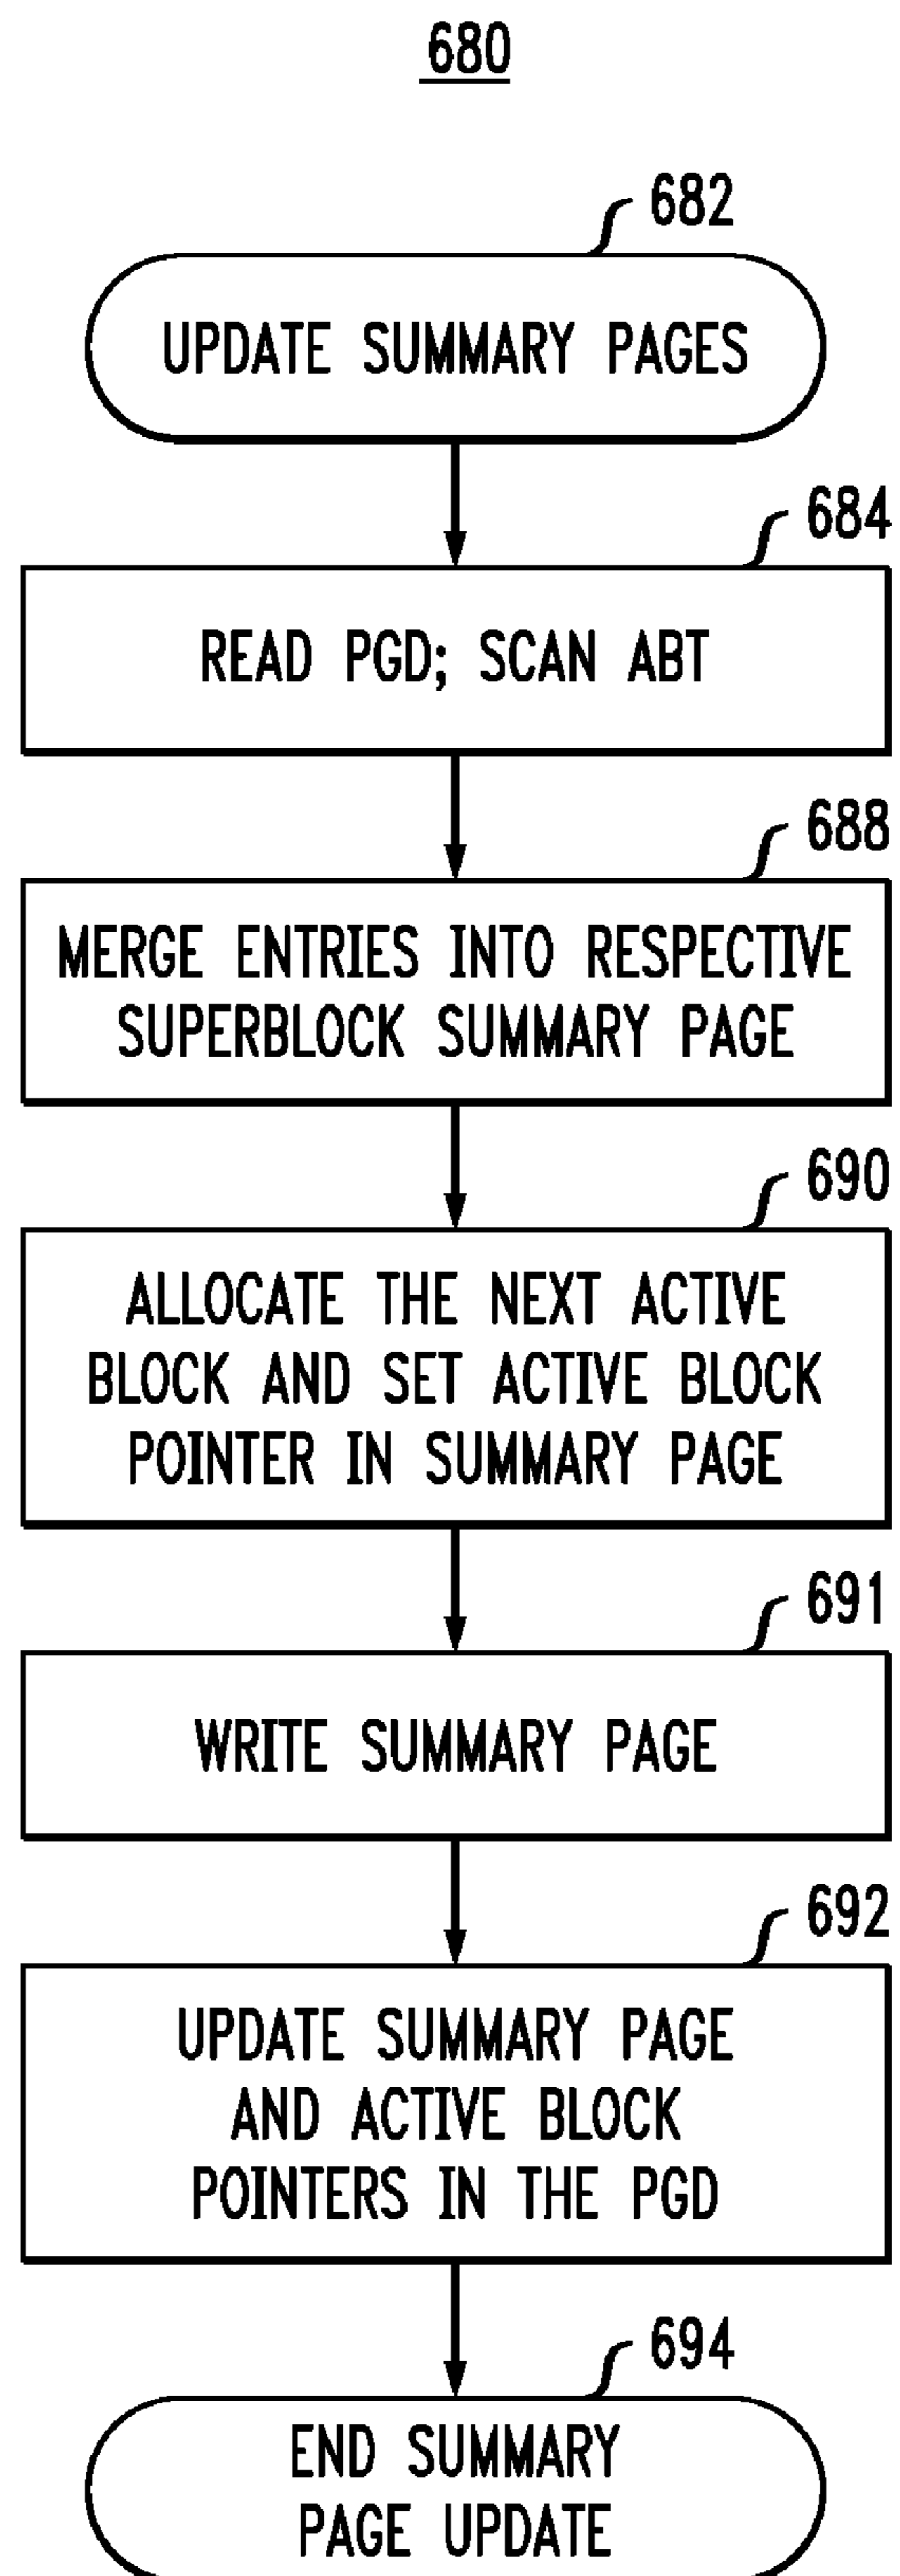 680
682
UPDATE SUMMARY PAGES
684
READ PGD; SCAN ABT
688
MERGE ENTRIES INTO RESPECTIVE
SUPERBLOCK SUMMARY PAGE
690
ALLOCATE THE NEXT ACTIVE
BLOCK AND SET ACTIVE BLOCK
POINTER IN SUMMARY PAGE
691
WRITE SUMMARY PAGE
692
UPDATE SUMMARY PAGE
AND ACTIVE BLOCK
POINTERS IN THE PGD
694
END SUMMARY
PAGE UPDATE